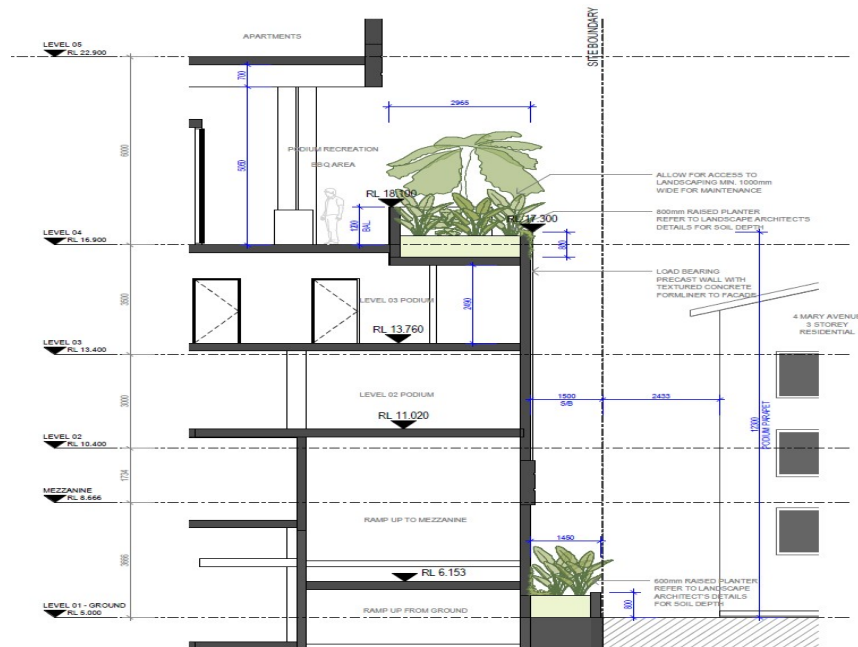 APARTMENTS
SITE BOUNDARY
LEVEL 05
RL 22.900
700
2965
6000
5050
PODIUM RECREATION
BBQ AREA
ALLOW FOR ACCESS TO
LANDSCAPING MIN. 1000mm
WIDE FOR MAINTENANCE
RL 18.100
RL 17.300
800mm RAISED PLANTER
REFER TO LANDSCAPE ARCHITECT'S
DETAILS FOR SOIL DEPTH
BAL
LEVEL 04
RL 16.900
LOAD BEARING
PRECAST WALL WITH
TEXTURED CONCRETE
FORMLINER TO FACADE
3500
LEVEL 03 PODIUM
2490
4 MARY AVENUE
3 STOREY
RESIDENTIAL
RL 13.760
LEVEL 03
RL 13.400
3000
LEVEL 02 PODIUM
1500
S/B
2433
12300
PODIUM PARAPET
RL 11.020
LEVEL 02
RL 10.400
1734
MEZZANINE
RL 8.666
RAMP UP TO MEZZANINE
1450
3666
RL 6.153
600mm RAISED PLANTER
REFER TO LANDSCAPE
ARCHITECT'S DETAILS
FOR SOIL DEPTH
LEVEL 01 - GROUND
RL 5.000
RAMP UP FROM GROUND